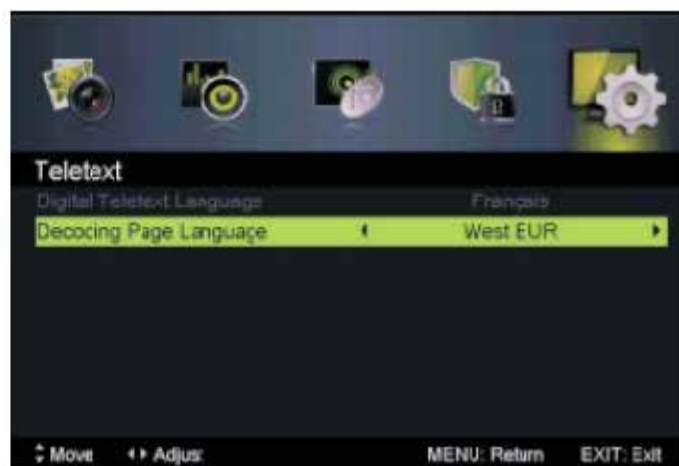 Teletext
Digital Teletext Language Français
Decocing Page Language West EUR
Move Adjus: MENU: Return EXIT: Exit